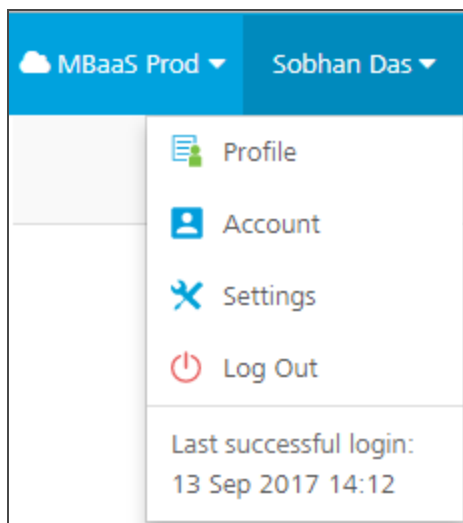 MBaaS Prod Sobhan Das
Profile
Account
Settings
Log Out
Last successful login:
13 Sep 2017 14:12